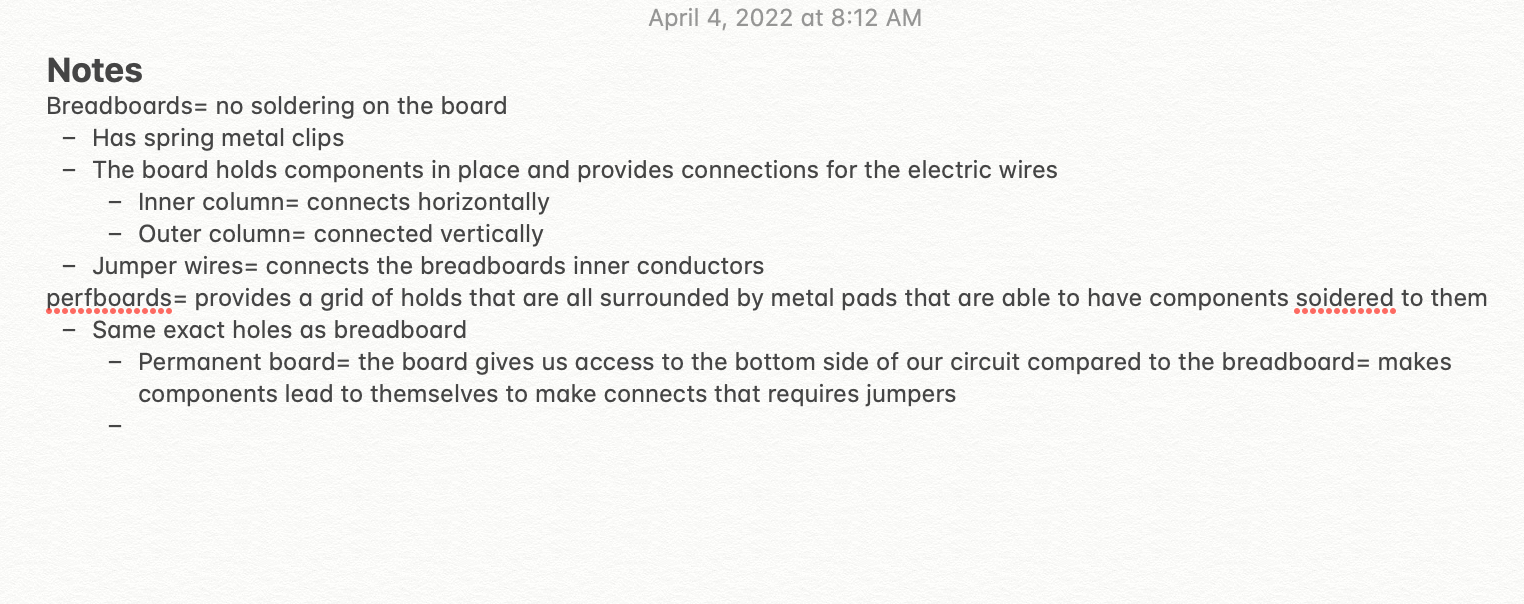 April 4, 2022 at 8:12 AM
Notes
Breadboards= no soldering on the board
– Has spring metal clips
– The board holds components in place and provides connections for the electric wires
– Inner column= connects horizontally
– Outer column= connected vertically
– Jumper wires= connects the breadboards inner conductors
perfboards= provides a grid of holds that are all surrounded by metal pads that are able to have components soidered to them
– Same exact holes as breadboard
– Permanent board= the board gives us access to the bottom side of our circuit compared to the breadboard= makes
components lead to themselves to make connects that requires jumpers
–